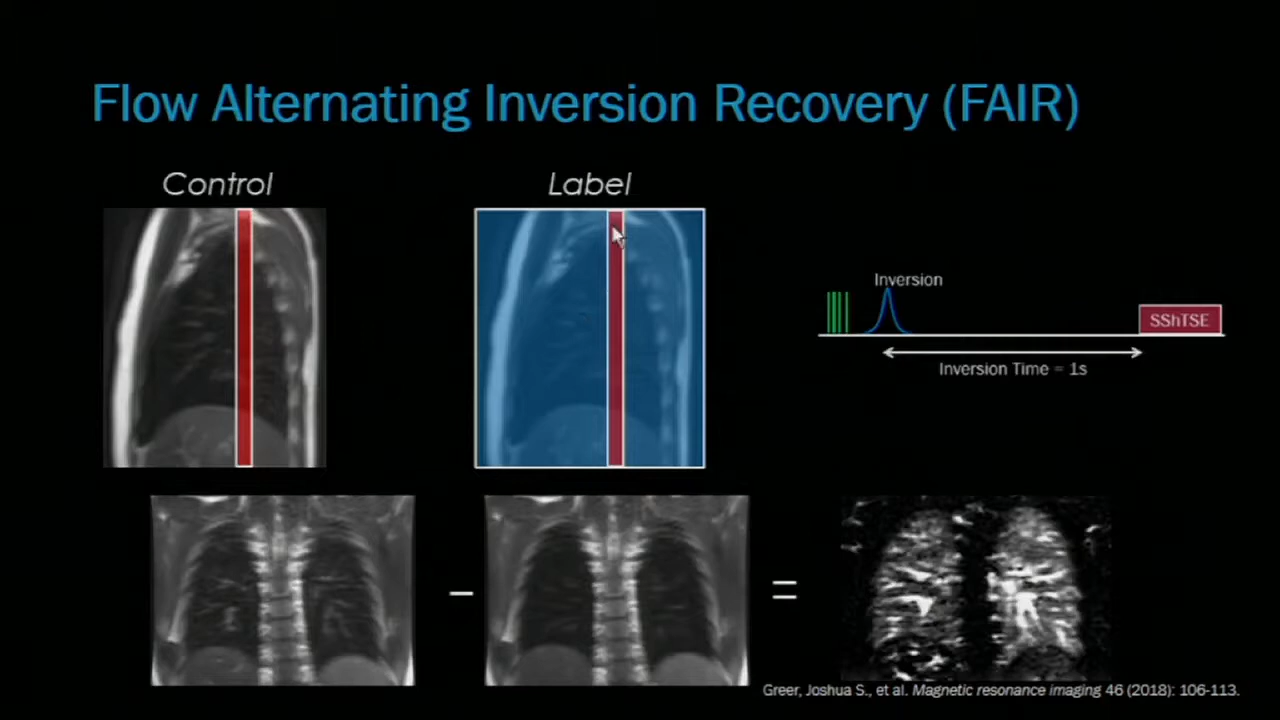 Flow Alternating Inversion Recovery (FAIR)
Control
Label
Inversion
SShTSE
Inversion Time = 1s
Greer, Joshua S., et al. Magnetic resonance imaging 46 (2018): 106-113.